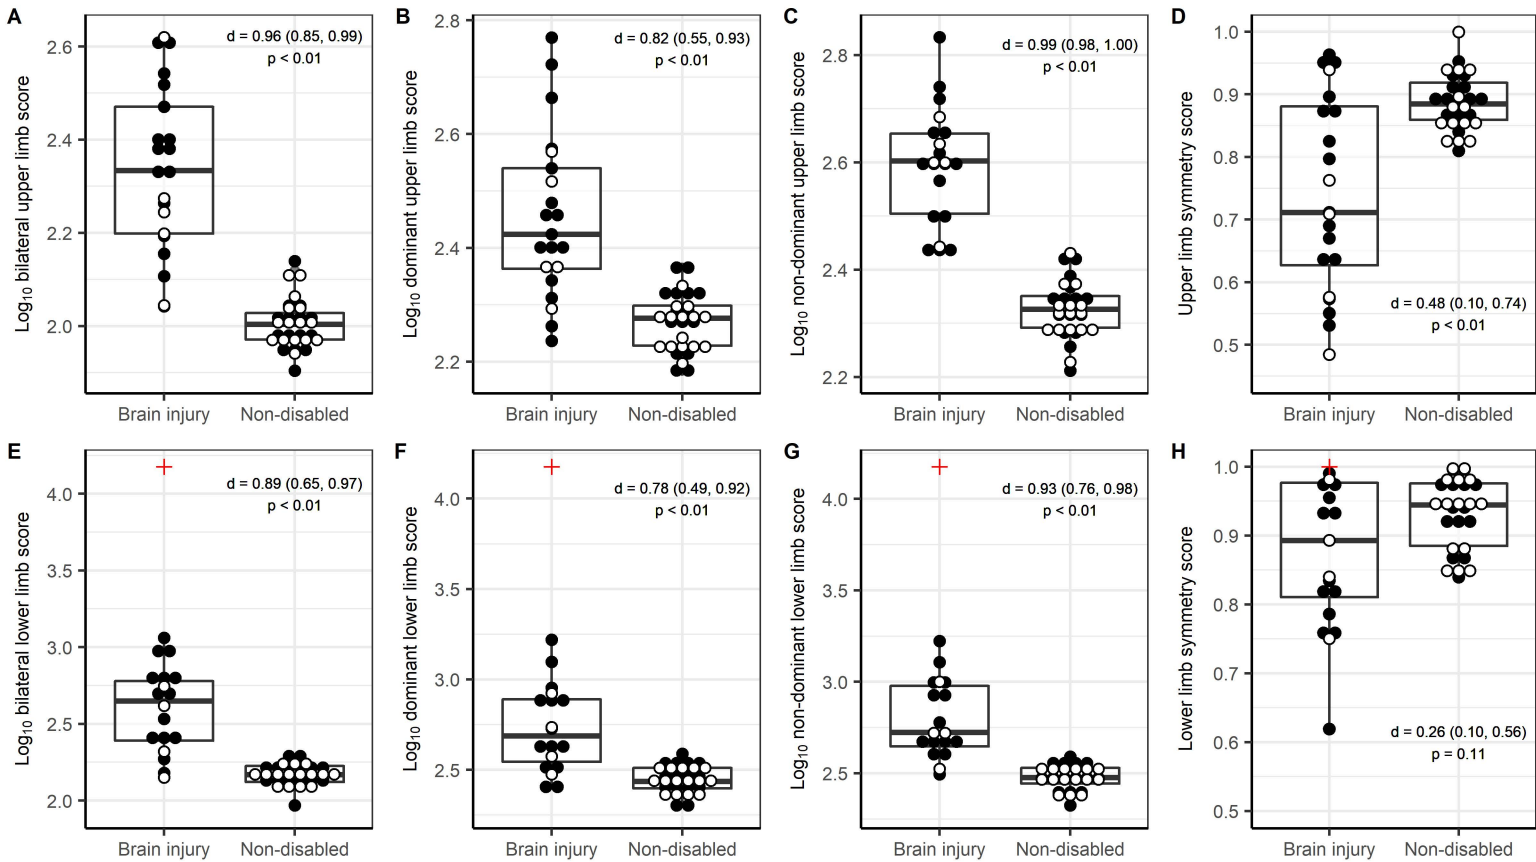 A
Log₁₀ bilateral upper limb score
2.6
2.4
2.2
2.0
d = 0.96 (0.85, 0.99)
p < 0.01
Brain injury
Non-disabled
B
Log₁₀ dominant upper limb score
2.8
2.6
2.4
2.2
d = 0.82 (0.55, 0.93)
p < 0.01
Brain injury
Non-disabled
C
Log₁₀ non-dominant upper limb score
2.8
2.6
2.4
2.2
d = 0.99 (0.98, 1.00)
p < 0.01
Brain injury
Non-disabled
D
Upper limb symmetry score
1.0
0.9
0.8
0.7
0.6
0.5
d = 0.48 (0.10, 0.74)
p < 0.01
Brain injury
Non-disabled
E
Log₁₀ bilateral lower limb score
4.0
3.5
3.0
2.5
2.0
d = 0.89 (0.65, 0.97)
p < 0.01
Brain injury
Non-disabled
F
Log₁₀ dominant lower limb score
4.0
3.5
3.0
2.5
d = 0.78 (0.49, 0.92)
p < 0.01
Brain injury
Non-disabled
G
Log₁₀ non-dominant lower limb score
4.0
3.5
3.0
2.5
d = 0.93 (0.76, 0.98)
p < 0.01
Brain injury
Non-disabled
H
Lower limb symmetry score
1.0
0.9
0.8
0.7
0.6
0.5
d = 0.26 (0.10, 0.56)
p = 0.11
Brain injury
Non-disabled